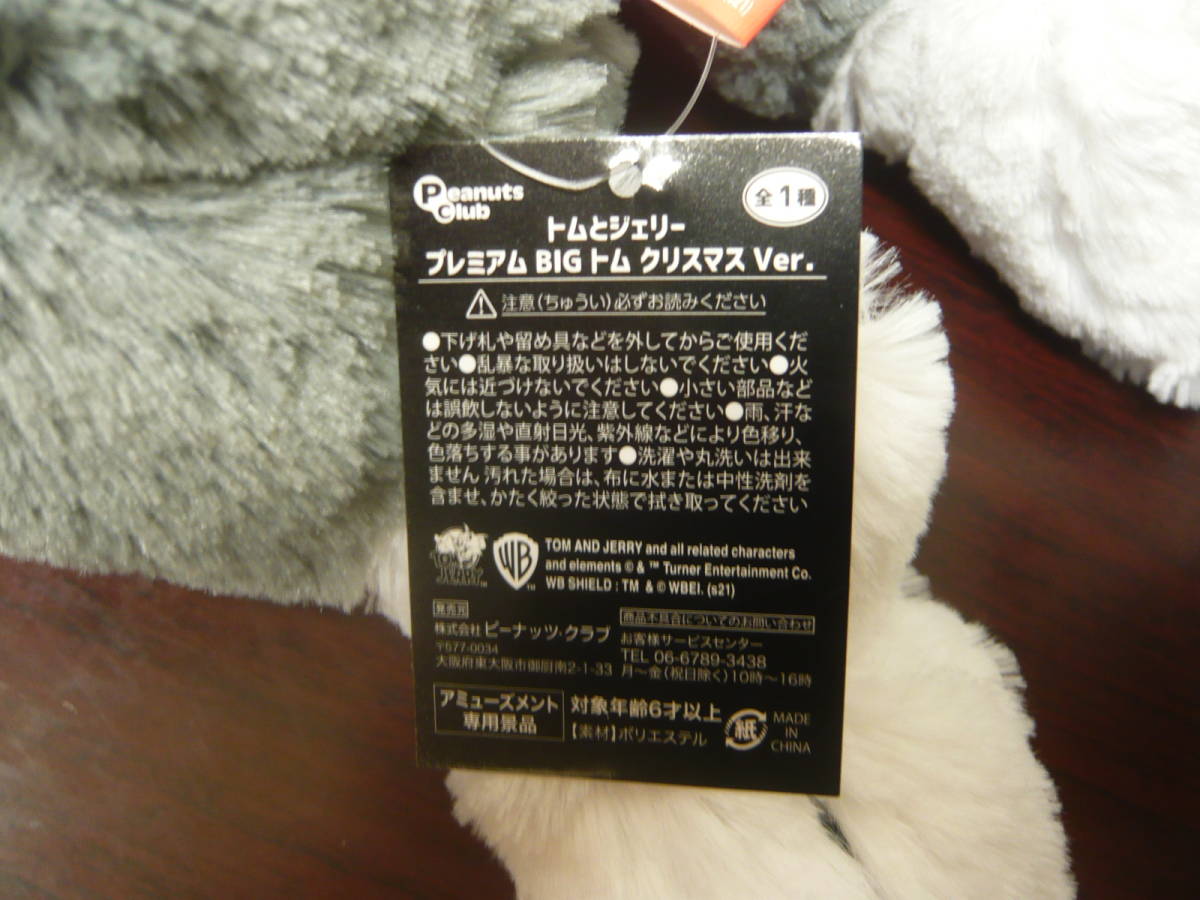 Peanuts
Club
全1種
トムとジェリー
プレミアム BIG トム クリスマス Ver.
注意(ちゅうい)必ずお読みください
●下げ札や留め具などを外してからご使用くだ
さい●乱暴な取り扱いはしないでください●火
気には近づけないでください●小さい部品など
は誤飲しないように注意してください●雨、汗な
どの多湿や直射日光、紫外線などにより色移り、
色落ちする事があります●洗濯や丸洗いは出来
ません 汚れた場合は、布に水または中性洗剤を
含ませ、かたく絞った状態で拭き取ってください
TOM AND JERRY
WB
TOM AND JERRY and all related characters
and elements © & ™ Turner Entertainment Co.
WB SHIELD : TM & © WBEI. (s21)
発売元
株式会社 ピーナッツ・クラブ
〒577-0034
大阪府東大阪市御厨南2-1-33
商品不具合についてのお問い合わせ
お客様サービスセンター
TEL 06-6789-3438
月〜金(祝日除く)10時〜16時
アミューズメント
専用景品
対象年齢6才以上
【素材】ポリエステル
紙
MADE
IN
CHINA